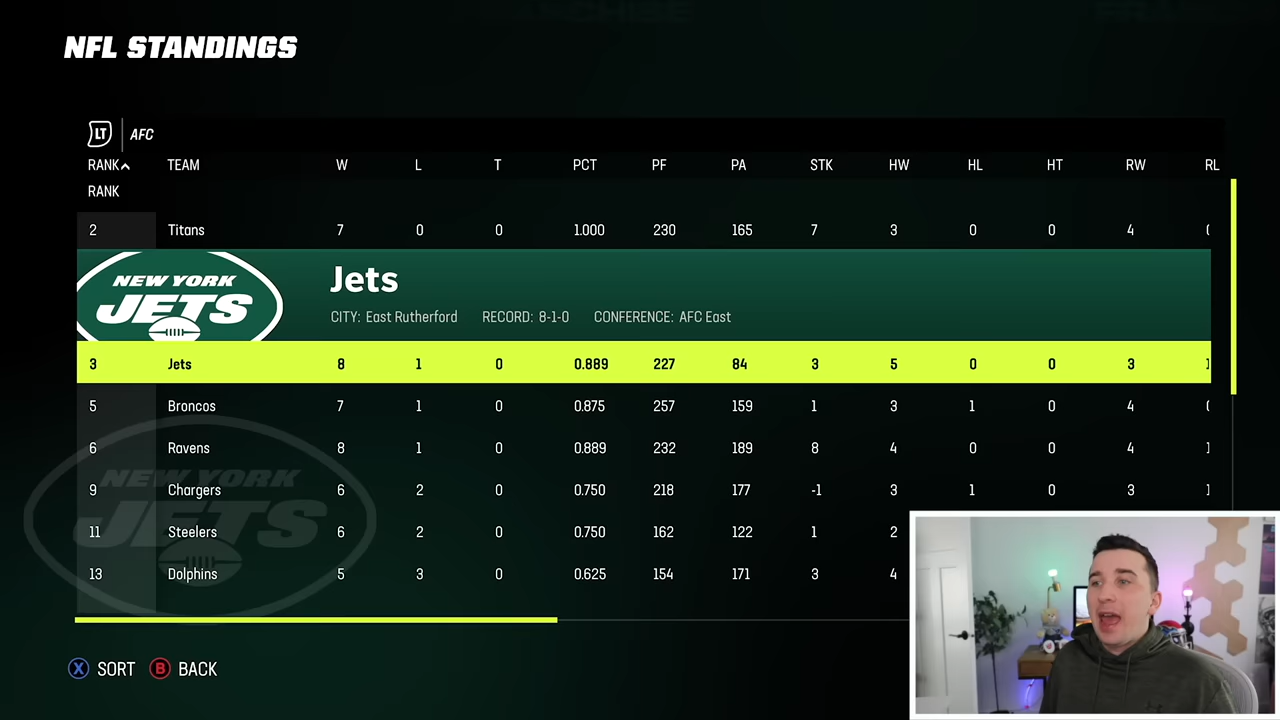 NFL STANDINGS
LT AFC
RANK TEAM W L T PCT PF PA STK HW HL HT RW RL
RANK
2 Titans 7 0 0 1.000 230 165 7 3 0 0 4
NEW YORK
JETS
Jets
CITY: East Rutherford RECORD: 8-1-0 CONFERENCE: AFC East
3 Jets 8 1 0 0.889 227 84 3 5 0 0 3
5 Broncos 7 1 0 0.875 257 159 1 3 1 0 4
6 Ravens 8 1 0 0.889 232 189 8 4 0 0 4
9 Chargers 6 2 0 0.750 218 177 -1 3 1 0 3
11 Steelers 6 2 0 0.750 162 122 1 2
13 Dolphins 5 3 0 0.625 154 171 3 4
NEW YORK
JETS
X SORT B BACK